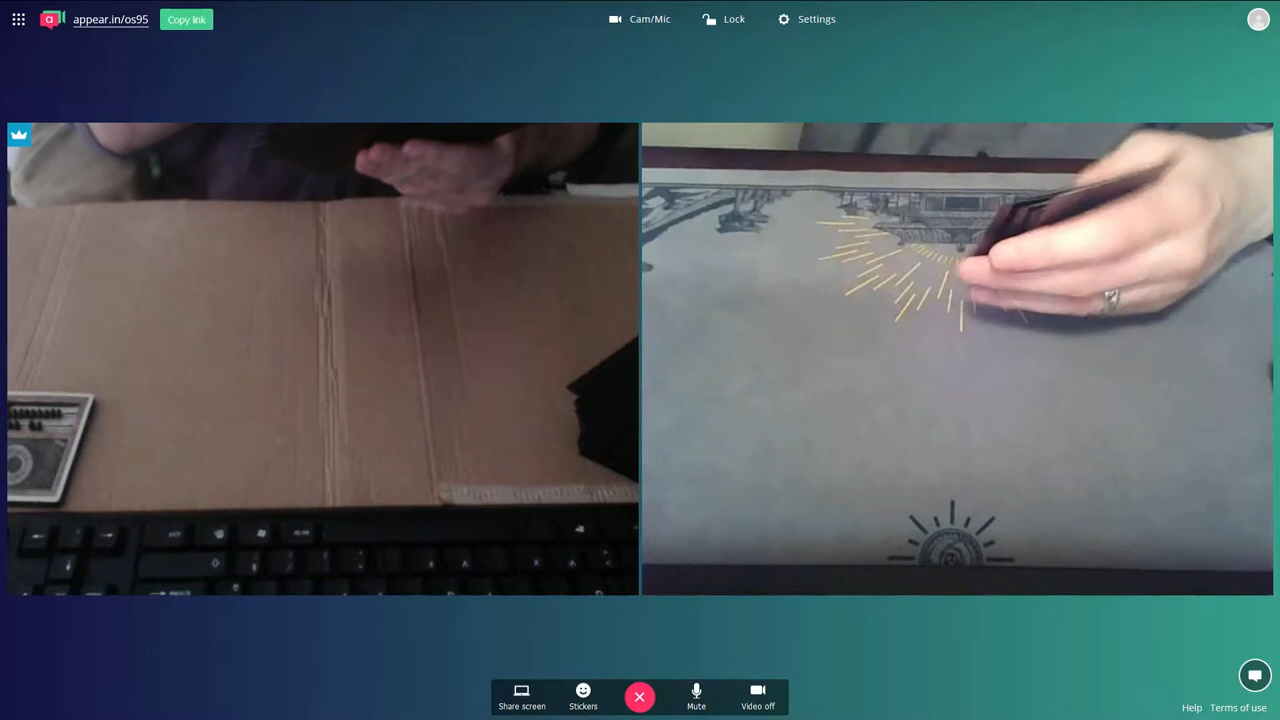 appear.in/os95
Copy link
Cam/Mic
Lock
Settings
Share screen
Stickers
Mute
Video off
Help
Terms of use